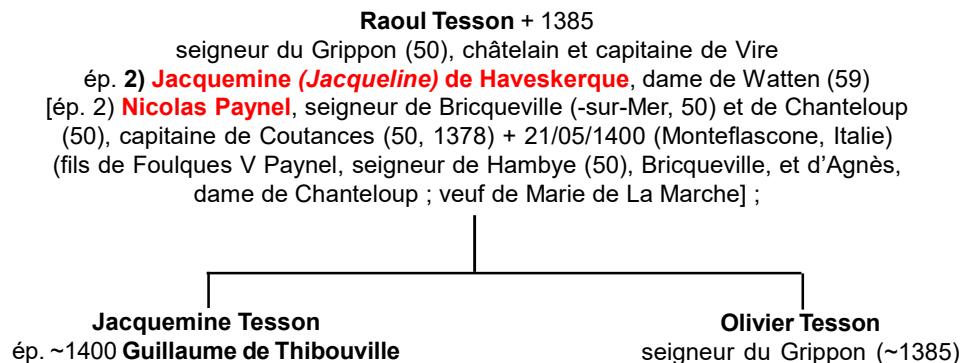 Raoul Tesson + 1385
seigneur du Grippon (50), châtelain et capitaine de Vire
ép. 2) Jacquemine (Jacqueline) de Haveskerque, dame de Watten (59)
[ép. 2) Nicolas Paynel, seigneur de Bricqueville (-sur-Mer, 50) et de Chanteloup
(50), capitaine de Coutances (50, 1378) + 21/05/1400 (Monteflascone, Italie)
(fils de Foulques V Paynel, seigneur de Hambye (50), Bricqueville, et d’Agnès,
dame de Chanteloup ; veuf de Marie de La Marche] ;
Jacquemine Tesson
ép. ~1400 Guillaume de Thibouville
Olivier Tesson
seigneur du Grippon (~1385)